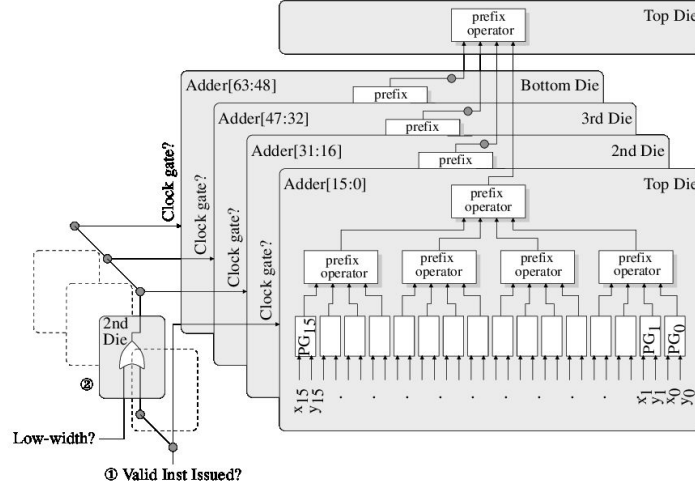 prefix
operator
Top Die
Adder[63:48]
Bottom Die
prefix
Adder[47:32]
3rd Die
prefix
Adder[31:16]
2nd Die
prefix
Adder[15:0]
Top Die
prefix
operator
Clock gate?
Clock gate?
Clock gate?
Clock gate?
prefix
operator
prefix
operator
prefix
operator
prefix
operator
2nd
Die
PG15
PG1
PG0
x15
y15
. . . . . . .
x1
y1
x0
y0
②
Low-width?
① Valid Inst Issued?